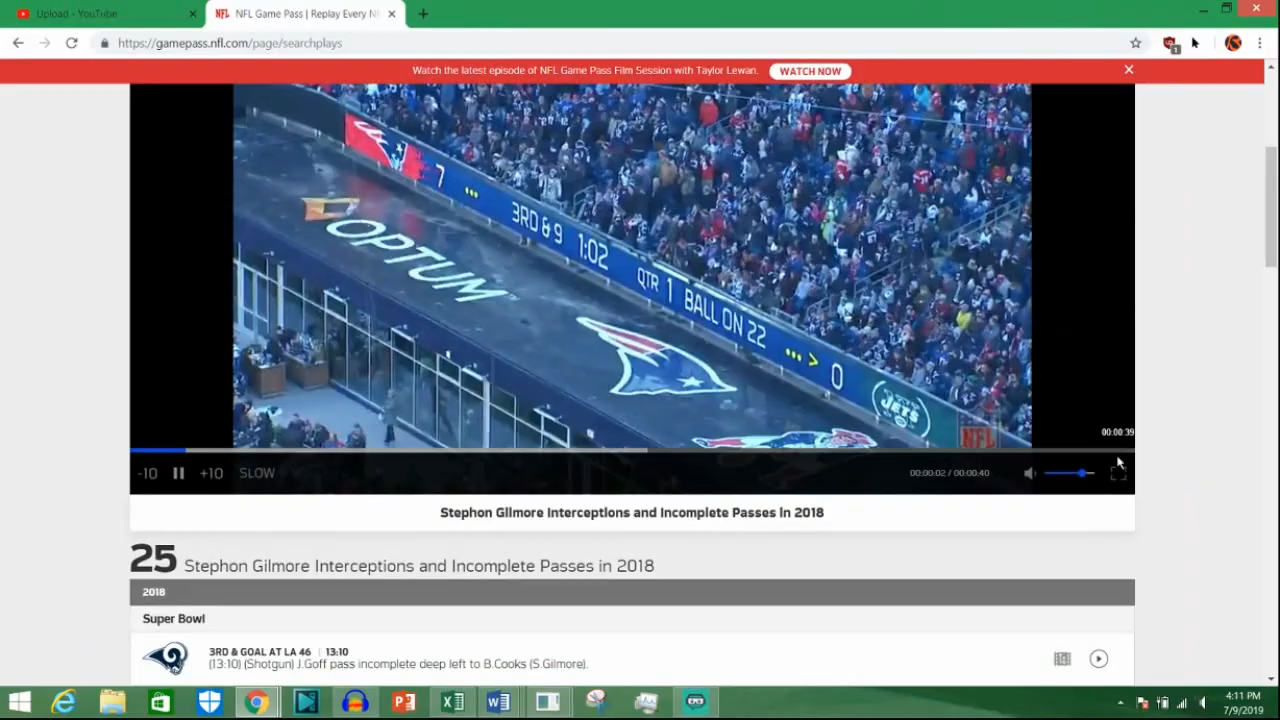 Upload - YouTube
NFL NFL Game Pass | Replay Every N
https://gamepass.nfl.com/page/searchplays
1
Watch the latest episode of NFL Game Pass Film Session with Taylor Lewan. WATCH NOW
7 3RD & 9 1:02 QTR 1 BALL ON 22 0
OPTUM
JETS
NFL
00:00:39
-10 +10 SLOW 00:00:02 / 00:00:40
Stephon Gilmore Interceptions and Incomplete Passes in 2018
25 Stephon Gilmore Interceptions and Incomplete Passes in 2018
2018
Super Bowl
3RD & GOAL AT LA 46 | 13:10
(13:10) (Shotgun) J.Goff pass incomplete deep left to B.Cooks (S.Gilmore).
4:11 PM
7/9/2019